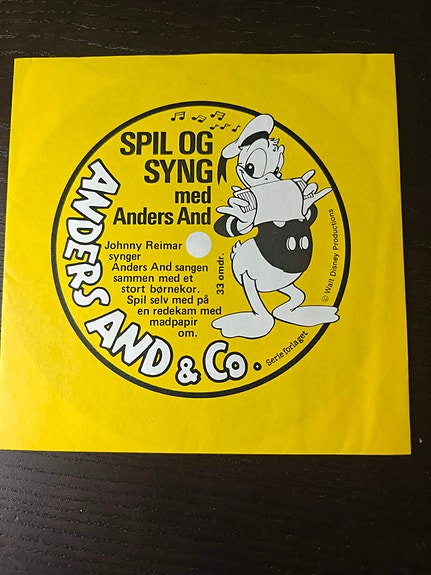 SPIL OG
SYNG
med
Anders And
Johnny Reimar
synger
Anders And sangen
sammen med et
stort børnekor.
Spil selv med på
en redekam med
madpapir
om.
33 omdr.
ANDERS AND & Co.
© Walt Disney Productions
Serieforlaget